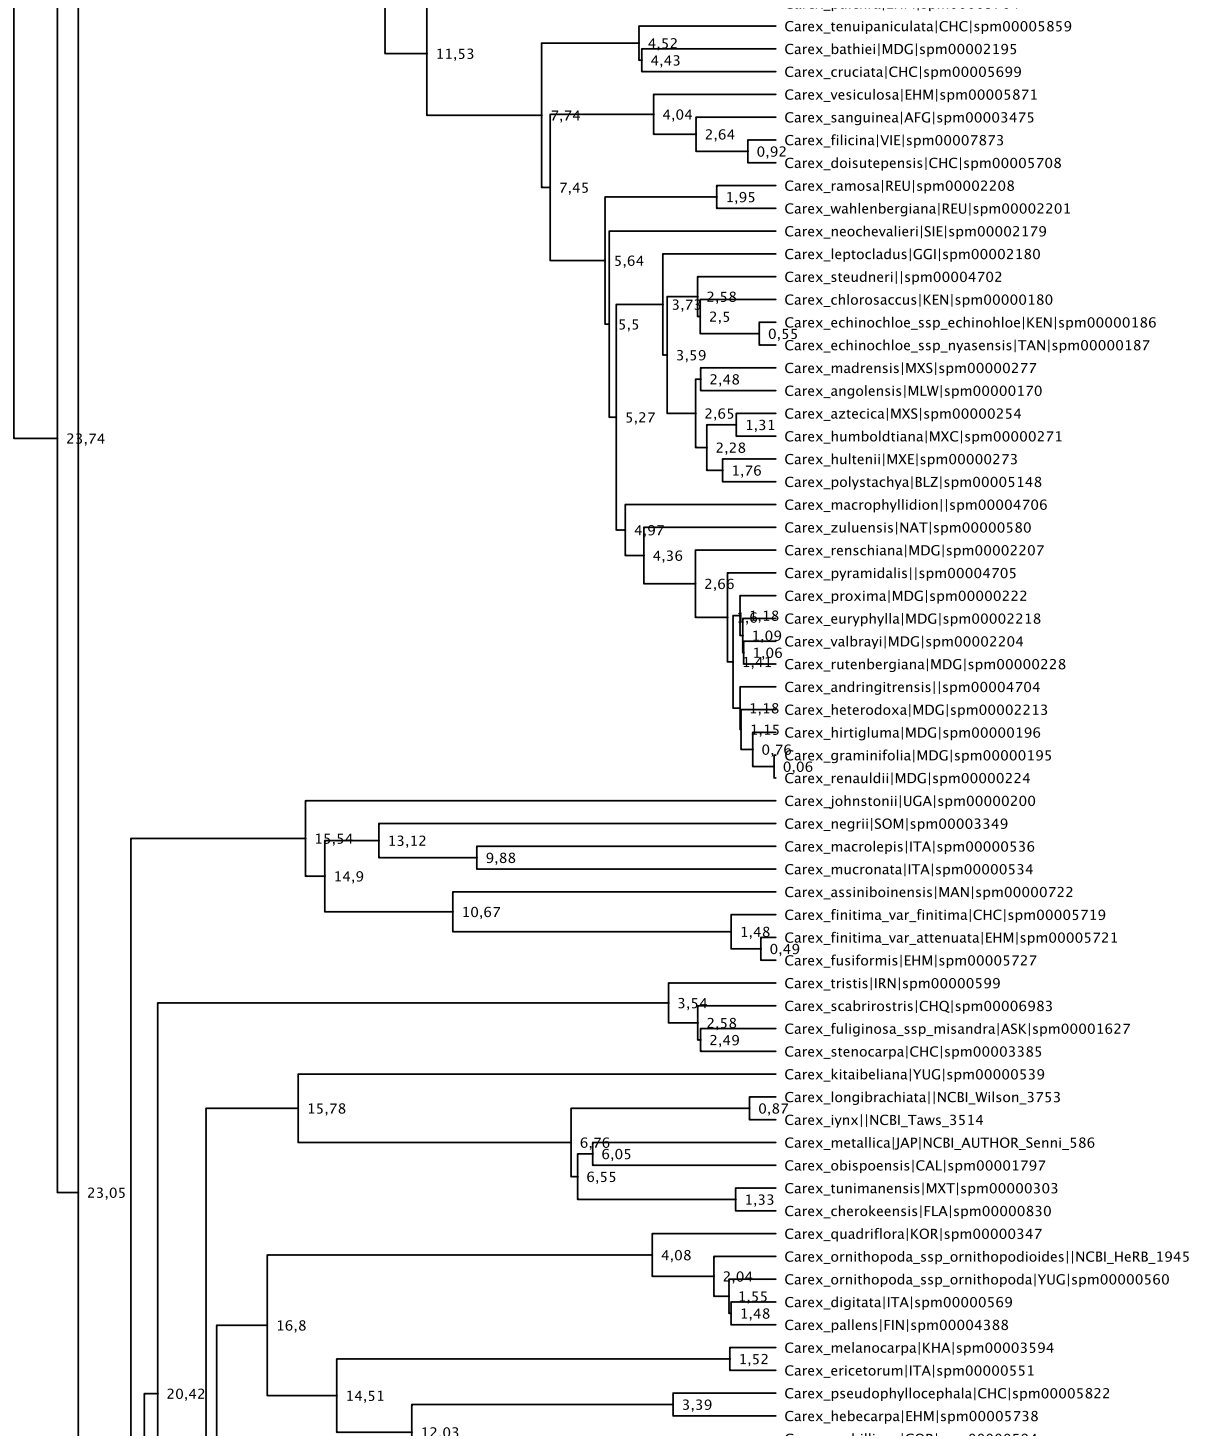 Carex_tenuipaniculata|CHC|spm00005859
4,52
Carex_bathiei|MDG|spm00002195
11,53
4,43
Carex_cruciata|CHC|spm00005699
Carex_vesiculosa|EHM|spm00005871
7,74
4,04
Carex_sanguinea|AFG|spm00003475
2,64
Carex_filicina|VIE|spm00007873
0,92
Carex_doisutepensis|CHC|spm00005708
7,45
Carex_ramosa|REU|spm00002208
1,95
Carex_wahlenbergiana|REU|spm00002201
Carex_neochevalieri|SIE|spm00002179
Carex_leptocladus|GGI|spm00002180
5,64
Carex_steudneri||spm00004702
2,58
Carex_chlorosaccus|KEN|spm00000180
3,73
2,5
Carex_echinochloe_ssp_echinohloe|KEN|spm00000186
5,5
0,55
Carex_echinochloe_ssp_nyasensis|TAN|spm00000187
3,59
Carex_madrensis|MXS|spm00000277
2,48
Carex_angolensis|MLW|spm00000170
2,65
Carex_aztecica|MXS|spm00000254
5,27
1,31
Carex_humboldtiana|MXC|spm00000271
23,74
2,28
Carex_hultenii|MXE|spm00000273
1,76
Carex_polystachya|BLZ|spm00005148
Carex_macrophyllidion||spm00004706
4,97
Carex_zuluensis|NAT|spm00000580
4,36
Carex_renschiana|MDG|spm00002207
2,66
Carex_pyramidalis||spm00004705
Carex_proxima|MDG|spm00000222
1,18
Carex_euryphylla|MDG|spm00002218
1,09
Carex_valbrayi|MDG|spm00002204
1,06
1,41
Carex_rutenbergiana|MDG|spm00000228
Carex_andringitrensis||spm00004704
1,18
Carex_heterodoxa|MDG|spm00002213
1,15
Carex_hirtigluma|MDG|spm00000196
0,76
Carex_graminifolia|MDG|spm00000195
0,06
Carex_renauldii|MDG|spm00000224
Carex_johnstonii|UGA|spm00000200
Carex_negrii|SOM|spm00003349
15,54
13,12
Carex_macrolepis|ITA|spm00000536
9,88
Carex_mucronata|ITA|spm00000534
14,9
Carex_assiniboinensis|MAN|spm00000722
10,67
Carex_finitima_var_finitima|CHC|spm00005719
1,48
Carex_finitima_var_attenuata|EHM|spm00005721
0,49
Carex_fusiformis|EHM|spm00005727
Carex_tristis|IRN|spm00000599
3,54
Carex_scabrirostris|CHQ|spm00006983
2,58
Carex_fuliginosa_ssp_misandra|ASK|spm00001627
2,49
Carex_stenocarpa|CHC|spm00003385
Carex_kitaibeliana|YUG|spm00000539
Carex_longibrachiata||NCBI_Wilson_3753
15,78
0,87
Carex_iynx||NCBI_Taws_3514
6,76
Carex_metallica|JAP|NCBI_AUTHOR_Senni_586
6,05
Carex_obispoensis|CAL|spm00001797
6,55
23,05
Carex_tunimanensis|MXT|spm00000303
1,33
Carex_cherokeensis|FLA|spm00000830
Carex_quadriflora|KOR|spm00000347
4,08
Carex_ornithopoda_ssp_ornithopodioides||NCBI_HeRB_1945
2,04
Carex_ornithopoda_ssp_ornithopoda|YUG|spm00000560
1,55
Carex_digitata|ITA|spm00000569
1,48
16,8
Carex_pallens|FIN|spm00004388
Carex_melanocarpa|KHA|spm00003594
1,52
Carex_ericetorum|ITA|spm00000551
20,42
14,51
Carex_pseudophyllocephala|CHC|spm00005822
3,39
Carex_hebecarpa|EHM|spm00005738
12,03